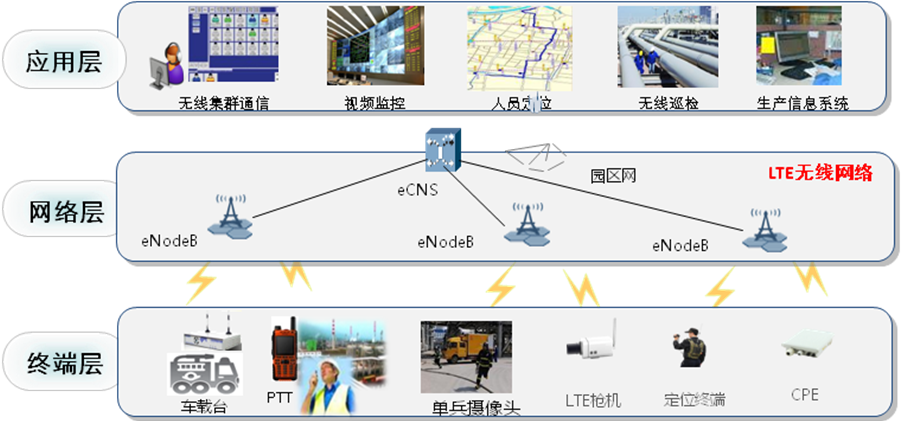 应用层
无线集群通信
视频监控
人员定位
无线巡检
生产信息系统
eCNS
园区网
LTE无线网络
网络层
eNodeB
eNodeB
eNodeB
终端层
车载台
PTT
单兵摄像头
LTE枪机
定位终端
CPE